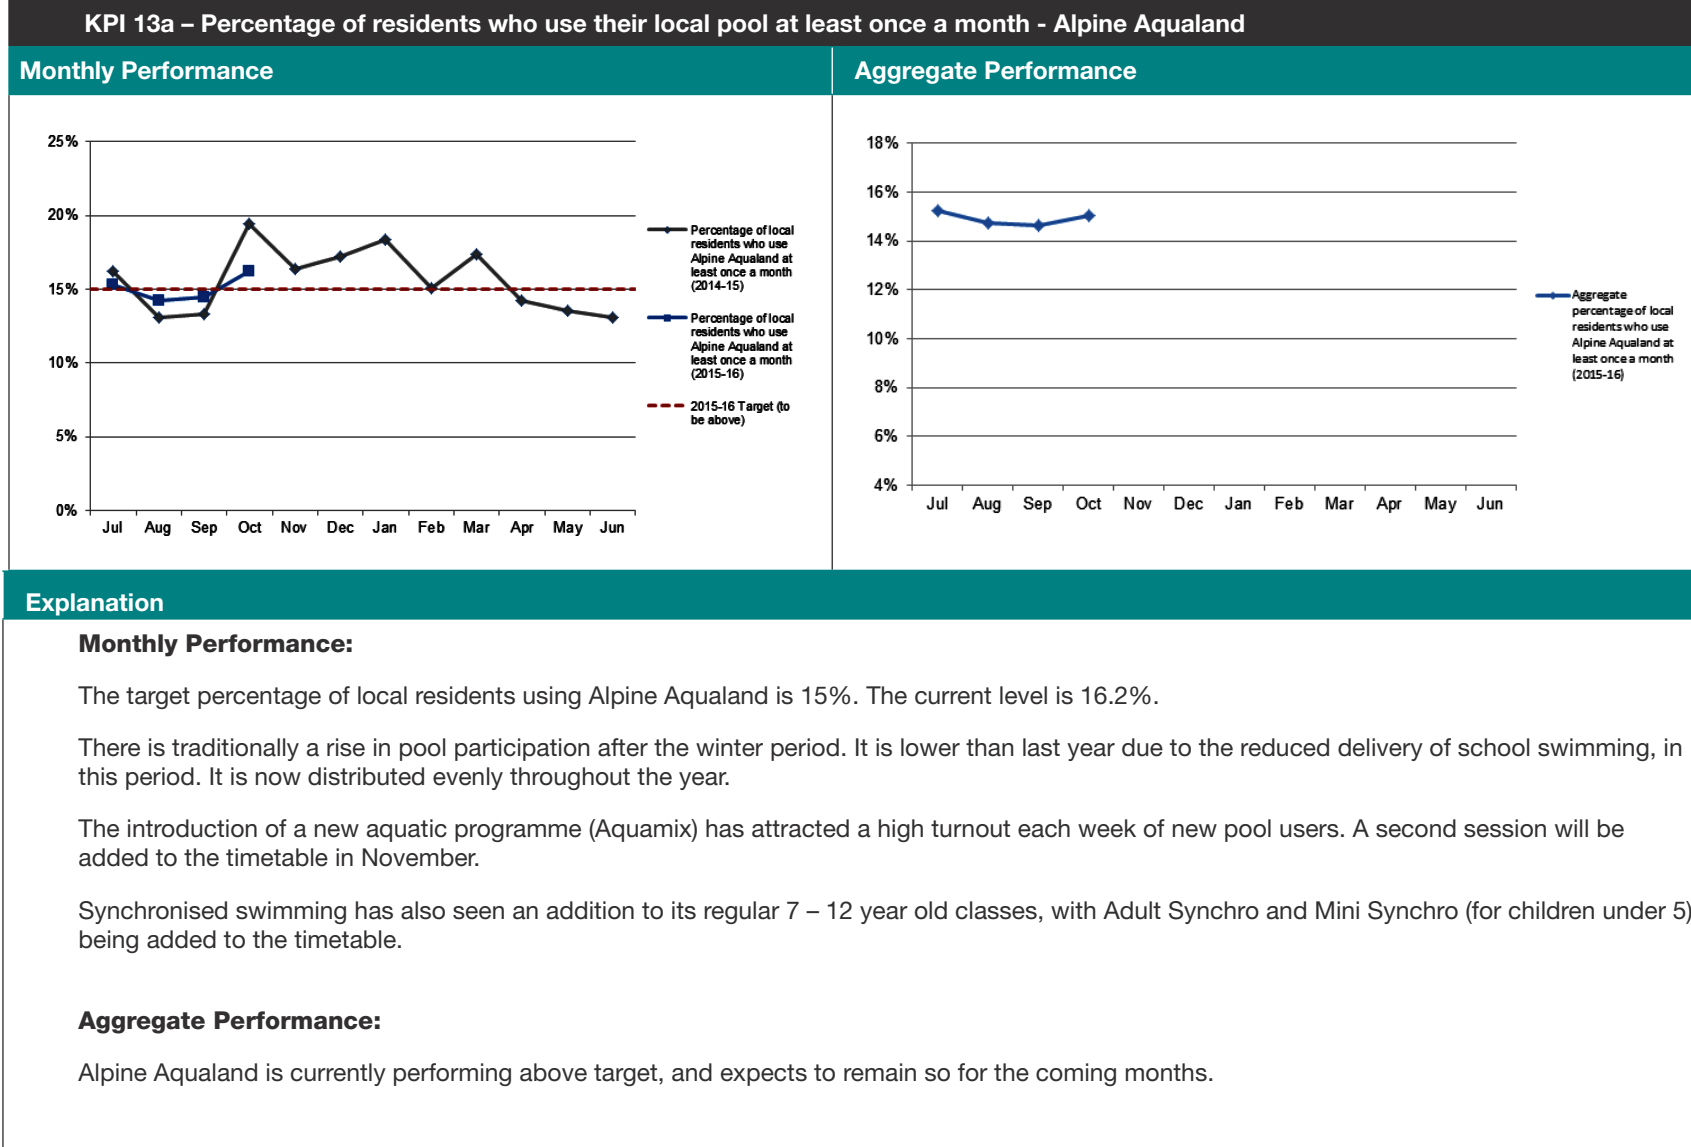 KPI 13a – Percentage of residents who use their local pool at least once a month - Alpine Aqualand
Monthly Performance
Aggregate Performance
25%
20%
15%
10%
5%
0%
Jul Aug Sep Oct Nov Dec Jan Feb Mar Apr May Jun
Percentage of local
residents who use
Alpine Aqualand at
least once a month
(2014-15)
Percentage of local
residents who use
Alpine Aqualand at
least once a month
(2015-16)
2015-16 Target (to
be above)
18%
16%
14%
12%
10%
8%
6%
4%
Jul Aug Sep Oct Nov Dec Jan Feb Mar Apr May Jun
Aggregate
percentage of local
residents who use
Alpine Aqualand at
least once a month
(2015-16)
Explanation
Monthly Performance:
The target percentage of local residents using Alpine Aqualand is 15%. The current level is 16.2%.
There is traditionally a rise in pool participation after the winter period. It is lower than last year due to the reduced delivery of school swimming, in
this period. It is now distributed evenly throughout the year.
The introduction of a new aquatic programme (Aquamix) has attracted a high turnout each week of new pool users. A second session will be
added to the timetable in November.
Synchronised swimming has also seen an addition to its regular 7 – 12 year old classes, with Adult Synchro and Mini Synchro (for children under 5)
being added to the timetable.
Aggregate Performance:
Alpine Aqualand is currently performing above target, and expects to remain so for the coming months.